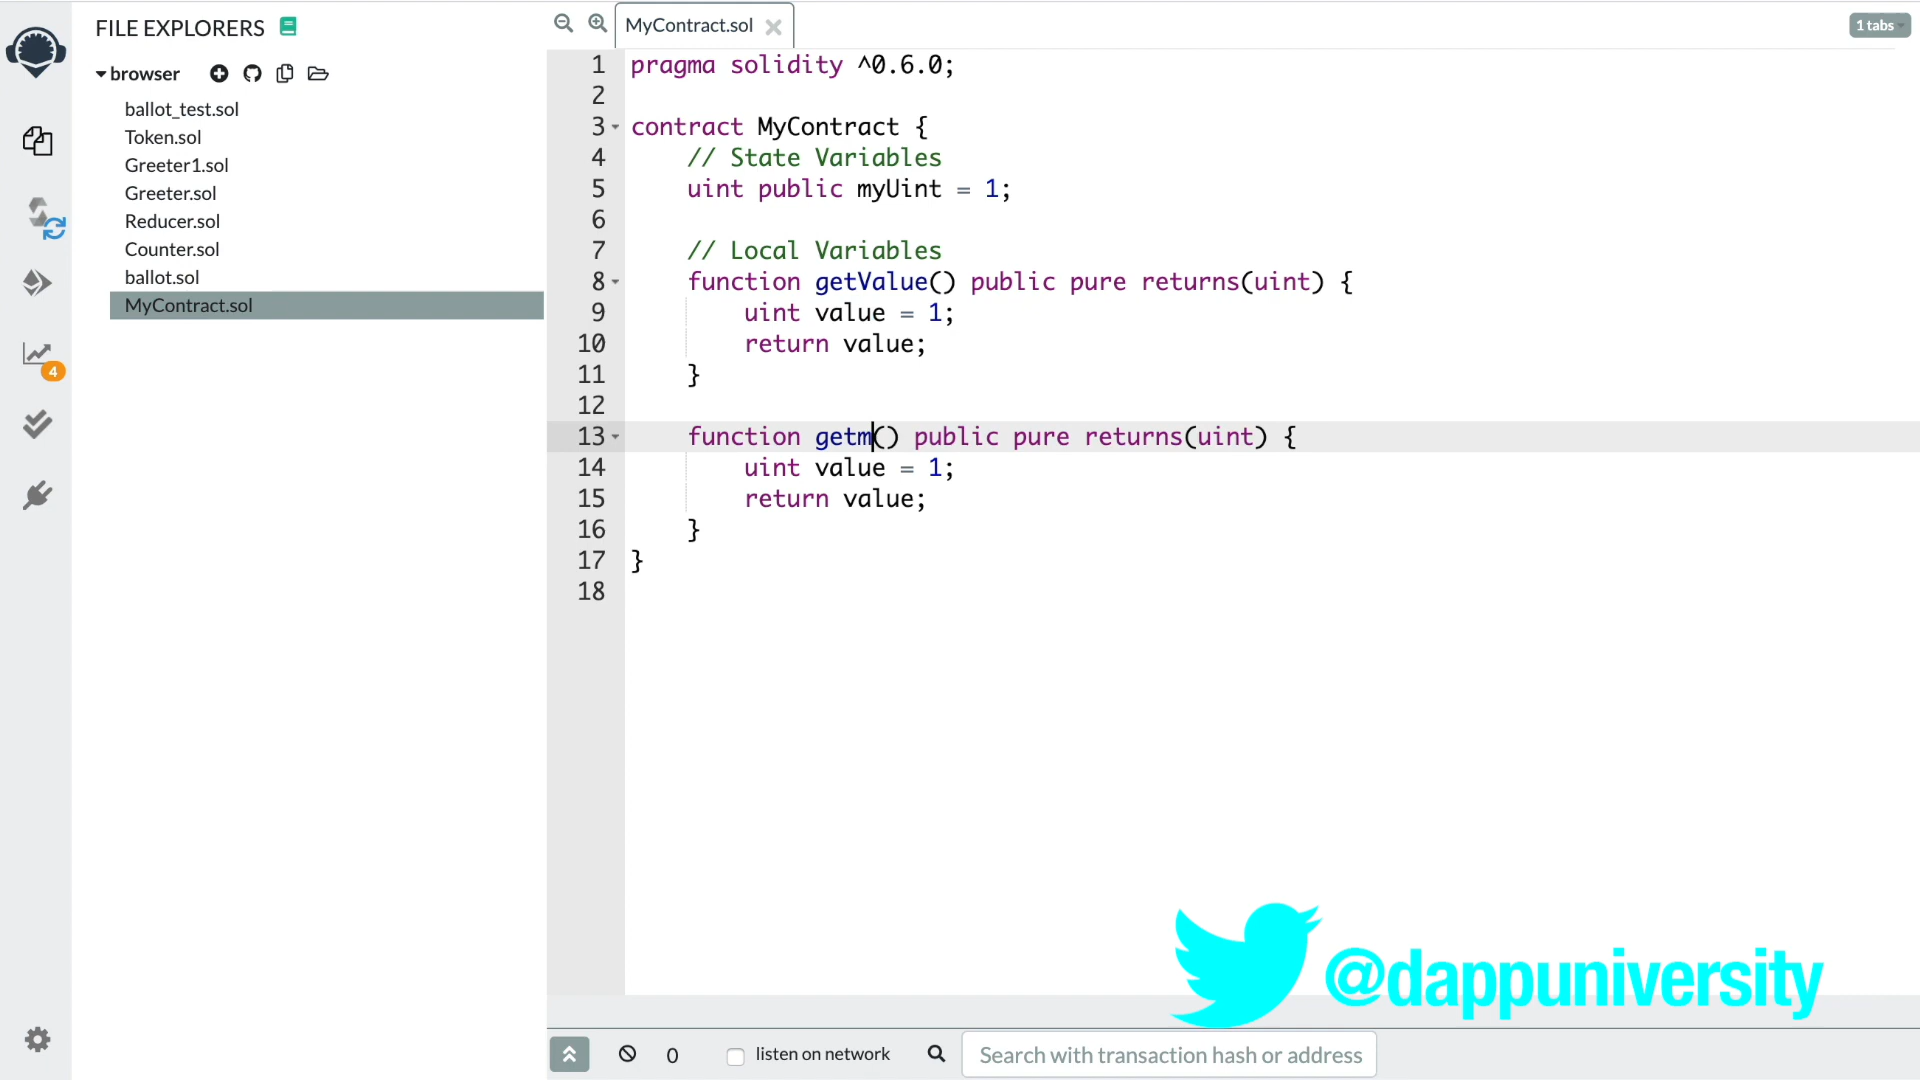 FILE EXPLORERS
browser
ballot_test.sol
Token.sol
Greeter1.sol
Greeter.sol
Reducer.sol
Counter.sol
ballot.sol
MyContract.sol
4
MyContract.sol
1 tabs
1 pragma solidity ^0.6.0;
2
3 contract MyContract {
4 // State Variables
5 uint public myUint = 1;
6
7 // Local Variables
8 function getValue() public pure returns(uint) {
9 uint value = 1;
10 return value;
11 }
12
13 function getm() public pure returns(uint) {
14 uint value = 1;
15 return value;
16 }
17 }
18
@dappuniversity
0 listen on network Search with transaction hash or address